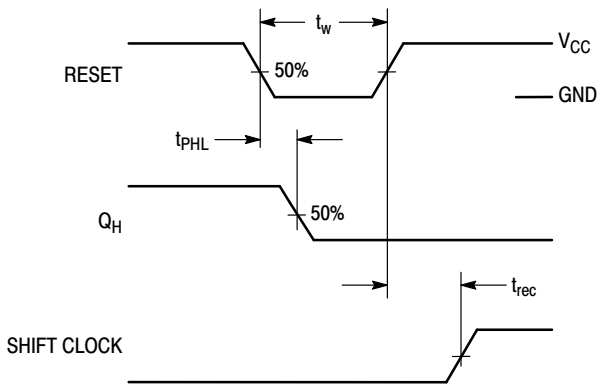 t_w
V_CC
RESET
50%
GND
t_PHL
Q_H
50%
t_rec
SHIFT CLOCK